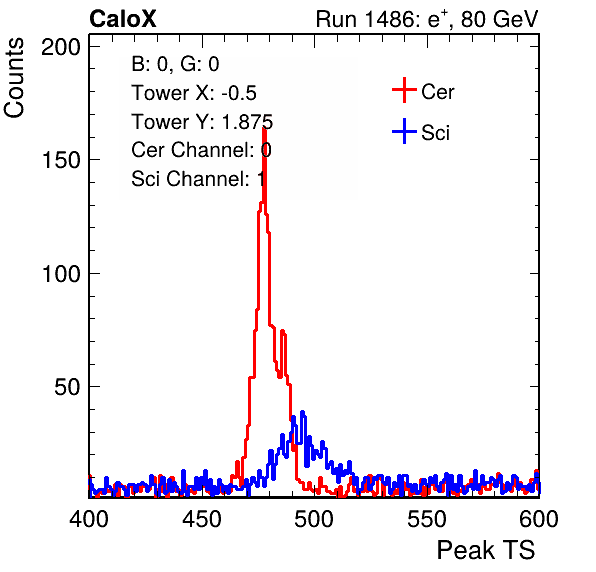 CaloX Run 1486: e+, 80 GeV
Counts
B: 0, G: 0
Tower X: -0.5
Tower Y: 1.875
Cer Channel: 0
Sci Channel: 1
Cer
Sci
200
150
100
50
400 450 500 550 600
Peak TS